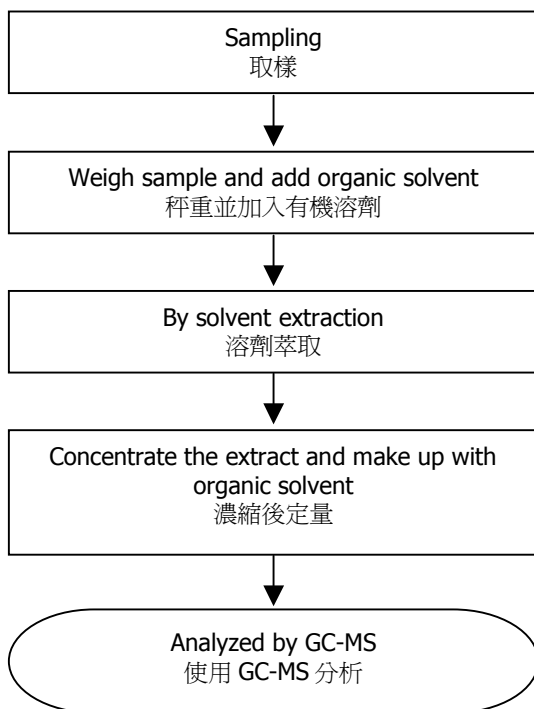 Sampling
取樣
Weigh sample and add organic solvent
秤重並加入有機溶劑
By solvent extraction
溶劑萃取
Concentrate the extract and make up with
organic solvent
濃縮後定量
Analyzed by GC-MS
使用 GC-MS 分析